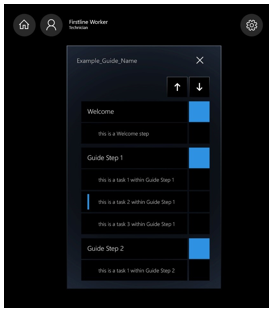 Firstline Worker
Technician
Example_Guide_Name
Welcome
this is a Welcome step
Guide Step 1
this is a task 1 within Guide Step 1
this is a task 2 within Guide Step 1
this is a task 3 within Guide Step 1
Guide Step 2
this is a task 1 within Guide Step 2